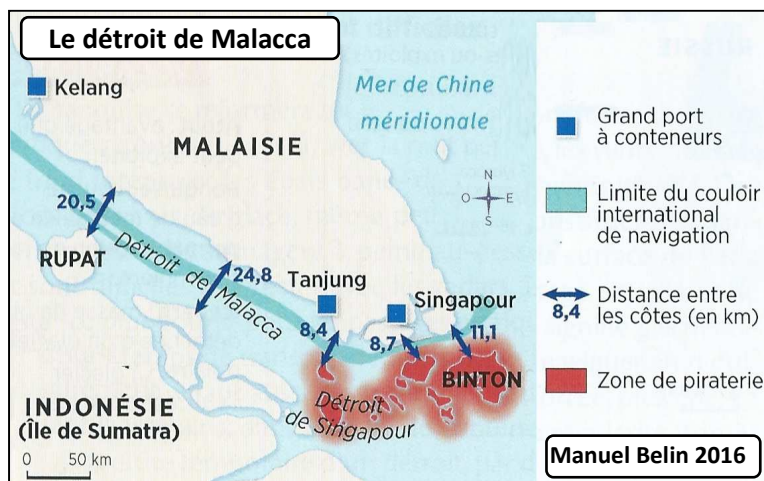 Le détroit de Malacca
Kelang
Mer de Chine
méridionale
MALAISIE
N
O
E
S
20,5
RUPAT
Détroit de Malacca
24,8
Tanjung
Singapour
8,4
8,7
11,1
BINTON
Détroit
de
Singapour
INDONÉSIE
(Île de Sumatra)
0 50 km
Grand port
à conteneurs
Limite du couloir
international
de navigation
Distance entre
8,4 les côtes (en km)
Zone de piraterie
Manuel Belin 2016